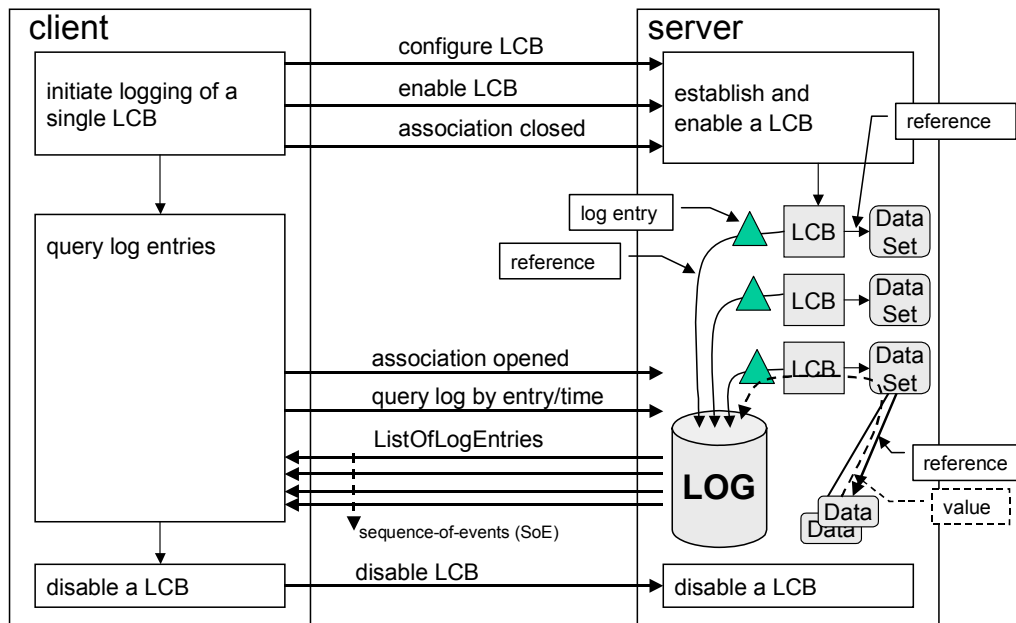 client
server
configure LCB
initiate logging of a
single LCB
enable LCB
establish and
enable a LCB
reference
association closed
log entry
LCB
Data
Set
query log entries
reference
LCB
Data
Set
association opened
LCB
Data
Set
query log by entry/time
ListOfLogEntries
LOG
reference
value
Data
Data
sequence-of-events (SoE)
disable a LCB
disable LCB
disable a LCB